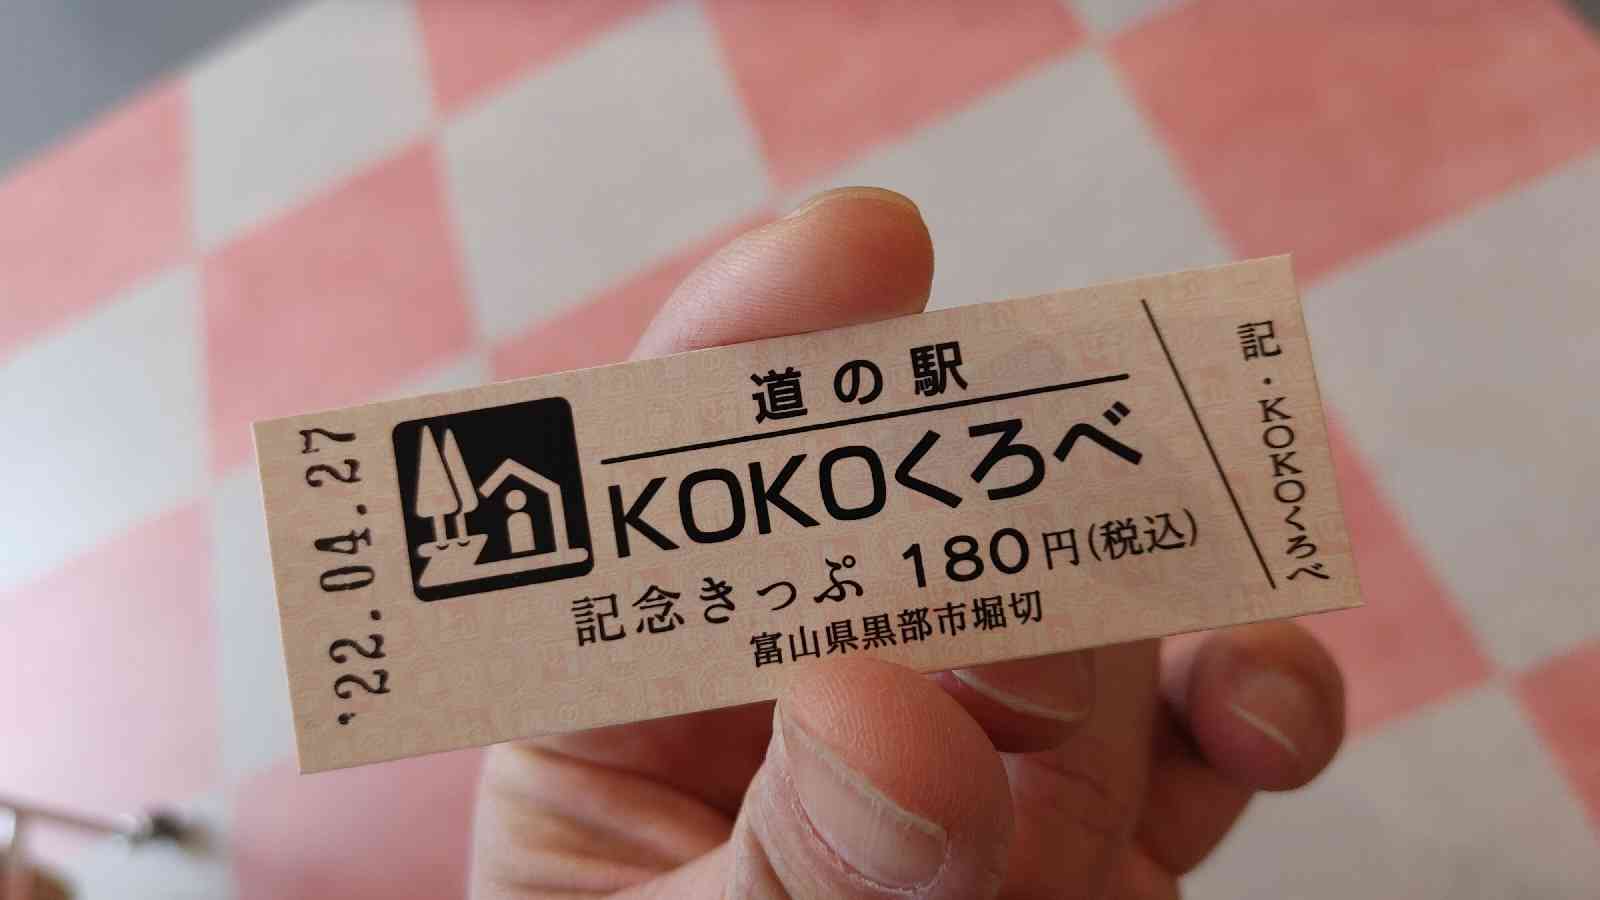 '22.04.27
道の駅
KOKOくろべ
記念きっぷ 180円(税込)
富山県黒部市堀切
記・KOKOくろべ